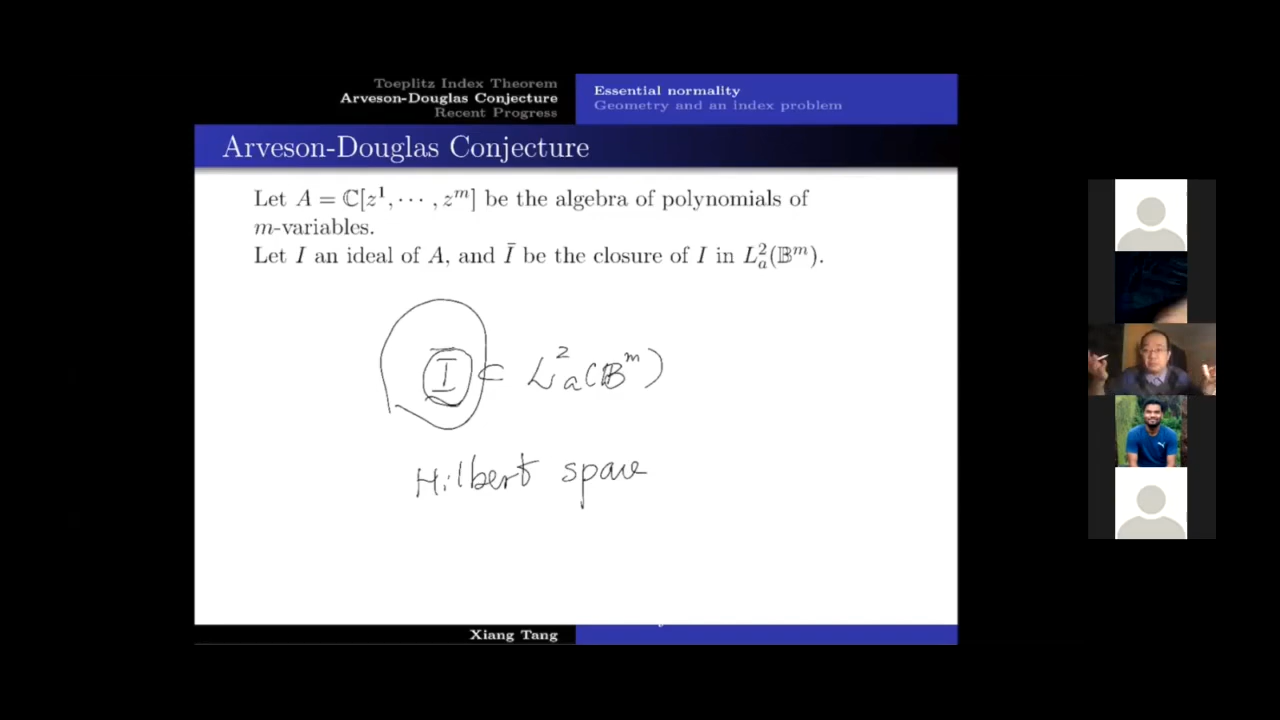 Toeplitz Index Theorem
Arveson-Douglas Conjecture
Recent Progress
Essential normality
Geometry and an index problem
Arveson-Douglas Conjecture
Let A = ℂ[z¹, ⋯ , zᵐ] be the algebra of polynomials of
m-variables.
Let I an ideal of A, and Ī be the closure of I in L²ₐ(𝔹ᵐ).
Ī ⊂ L²ₐ(𝔹ᵐ)
Hilbert space
Xiang Tang